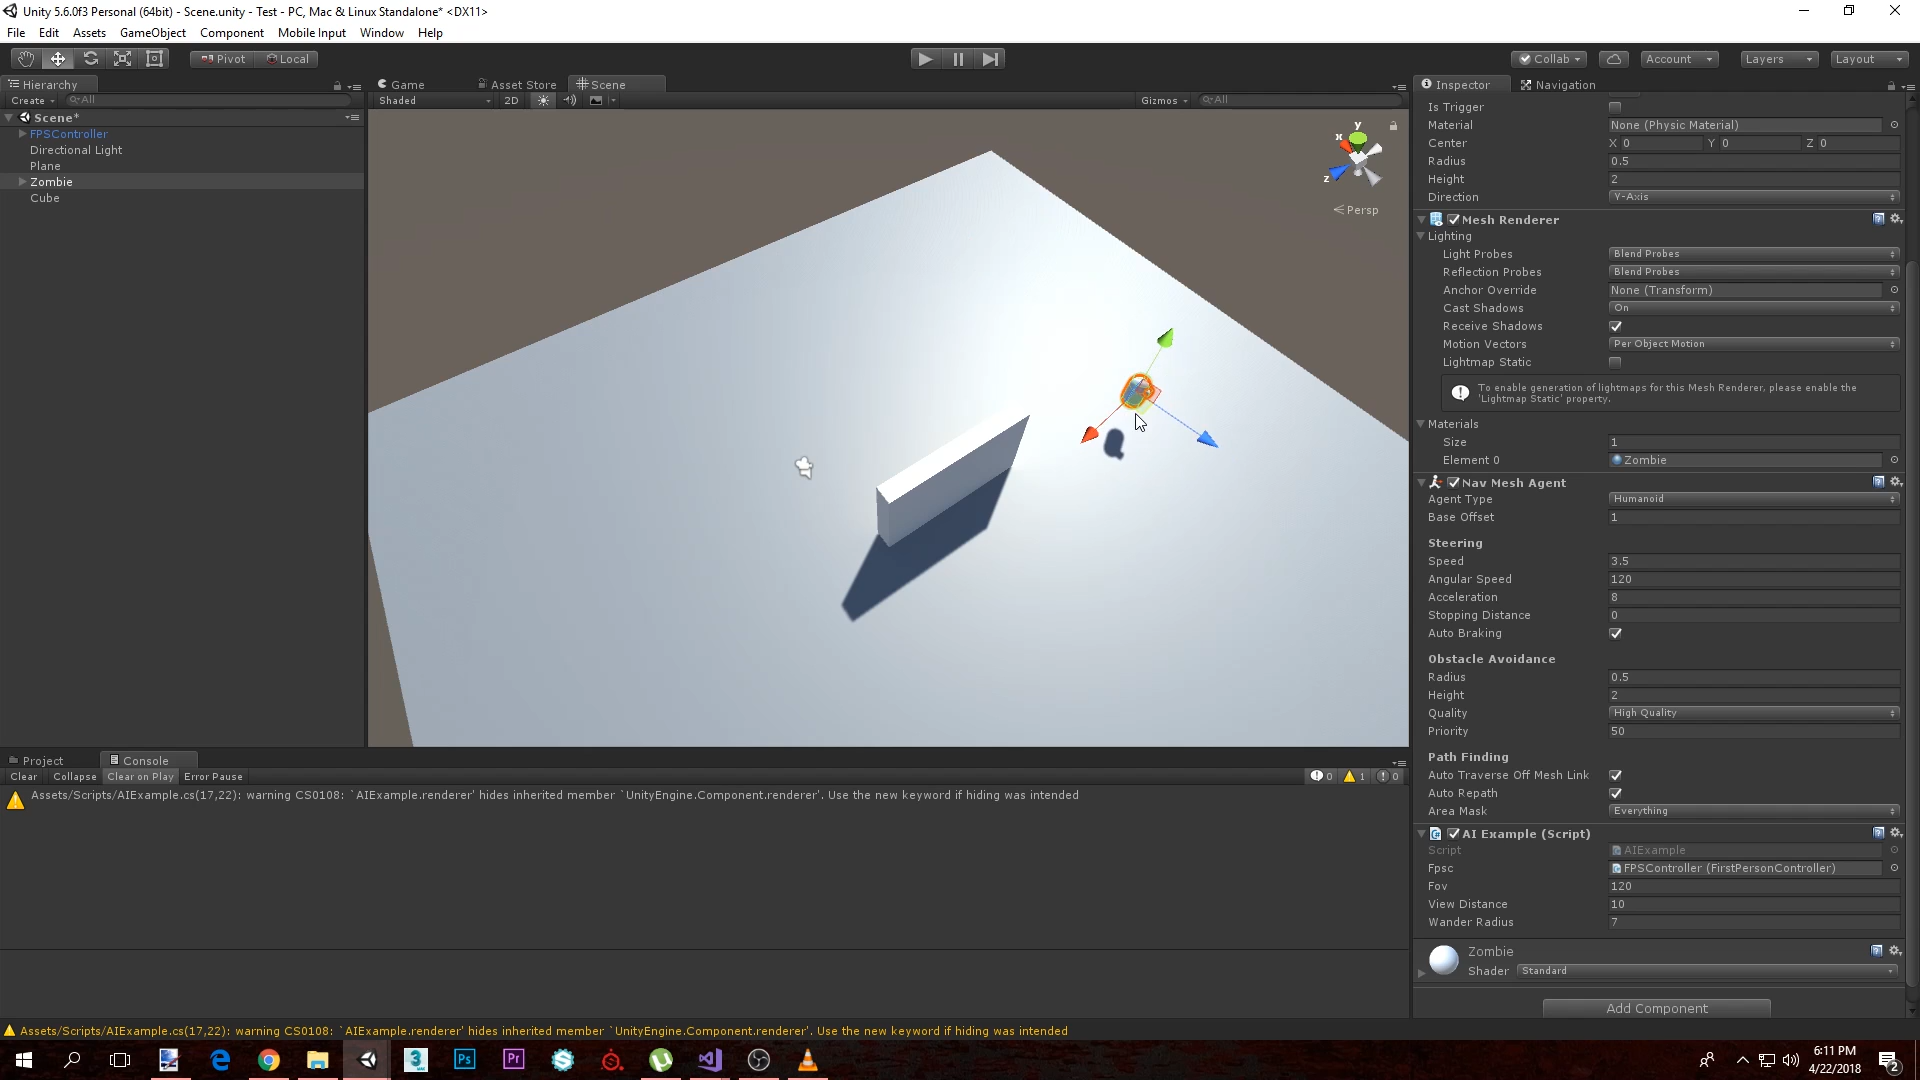 Unity 5.6.0f3 Personal (64bit) - Scene.unity - Test - PC, Mac & Linux Standalone* <DX11>
File Edit Assets GameObject Component Mobile Input Window Help
Pivot Local Collab Account Layers Layout
Hierarchy
Create All
Scene*
FPSController
Directional Light
Plane
Zombie
Cube
Game Asset Store Scene
Shaded 2D Gizmos All
y
x
z
Persp
Inspector Navigation
Is Trigger
Material None (Physic Material)
Center X 0 Y 0 Z 0
Radius 0.5
Height 2
Direction Y-Axis
Mesh Renderer
Lighting
Light Probes Blend Probes
Reflection Probes Blend Probes
Anchor Override None (Transform)
Cast Shadows On
Receive Shadows
Motion Vectors Per Object Motion
Lightmap Static
To enable generation of lightmaps for this Mesh Renderer, please enable the
'Lightmap Static' property.
Materials
Size 1
Element 0 Zombie
Nav Mesh Agent
Agent Type Humanoid
Base Offset 1
Steering
Speed 3.5
Angular Speed 120
Acceleration 8
Stopping Distance 0
Auto Braking
Obstacle Avoidance
Radius 0.5
Height 2
Quality High Quality
Priority 50
Path Finding
Auto Traverse Off Mesh Link
Auto Repath
Area Mask Everything
AI Example (Script)
Script AIExample
Fpsc FPSController (FirstPersonController)
Fov 120
View Distance 10
Wander Radius 7
Zombie
Shader Standard
Add Component
Project Console
Clear Collapse Clear on Play Error Pause 0 1 0
Assets/Scripts/AIExample.cs(17,22): warning CS0108: `AIExample.renderer' hides inherited member `UnityEngine.Component.renderer'. Use the new keyword if hiding was intended
Assets/Scripts/AIExample.cs(17,22): warning CS0108: `AIExample.renderer' hides inherited member `UnityEngine.Component.renderer'. Use the new keyword if hiding was intended
3 Ps Pr
6:11 PM
4/22/2018
2